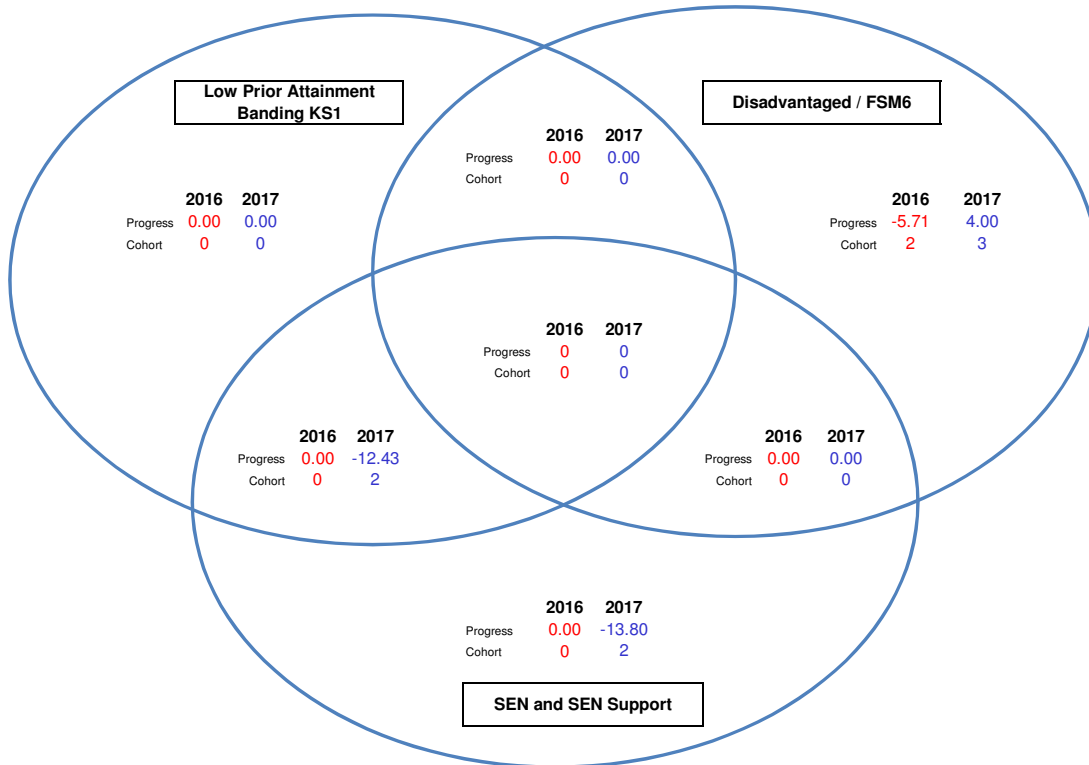 Low Prior Attainment
Banding KS1
Disadvantaged / FSM6
2016 2017
Progress 0.00 0.00
Cohort 0 0
2016 2017
Progress 0.00 0.00
Cohort 0 0
2016 2017
Progress -5.71 4.00
Cohort 2 3
2016 2017
Progress 0 0
Cohort 0 0
2016 2017
Progress 0.00 -12.43
Cohort 0 2
2016 2017
Progress 0.00 0.00
Cohort 0 0
2016 2017
Progress 0.00 -13.80
Cohort 0 2
SEN and SEN Support